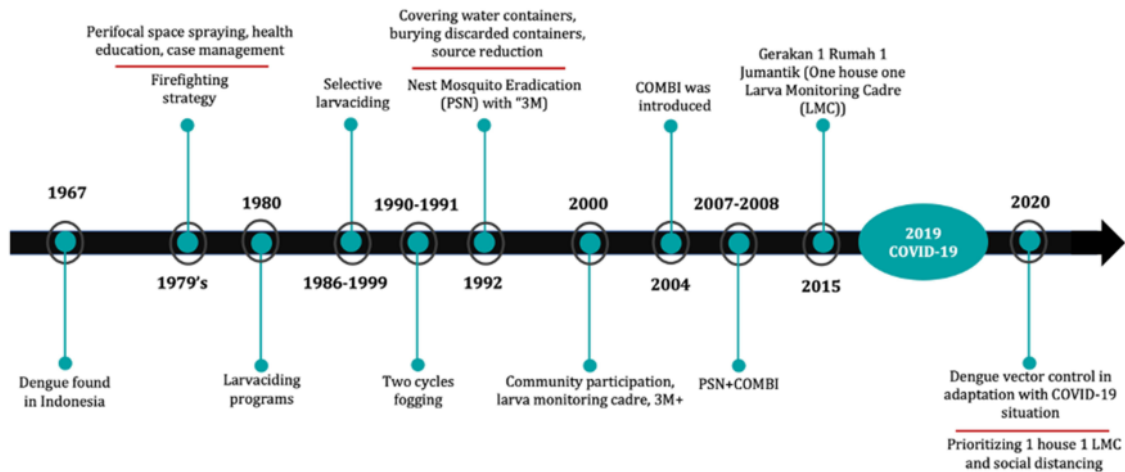 Perifocal space spraying, health
education, case management
Firefighting
strategy
Selective
larvaciding
Covering water containers,
burying discarded containers,
source reduction
Nest Mosquito Eradication
(PSN) with "3M)
COMBI was
introduced
Gerakan 1 Rumah 1
Jumantik (One house one
Larva Monitoring Cadre
(LMC))
1967
1980
1990-1991
2000
2007-2008
2020
2019
COVID-19
1979's
1986-1999
1992
2004
2015
Dengue found
in Indonesia
Larvaciding
programs
Two cycles
fogging
Community participation,
larva monitoring cadre, 3M+
PSN+COMBI
Dengue vector control in
adaptation with COVID-19
situation
Prioritizing 1 house 1 LMC
and social distancing